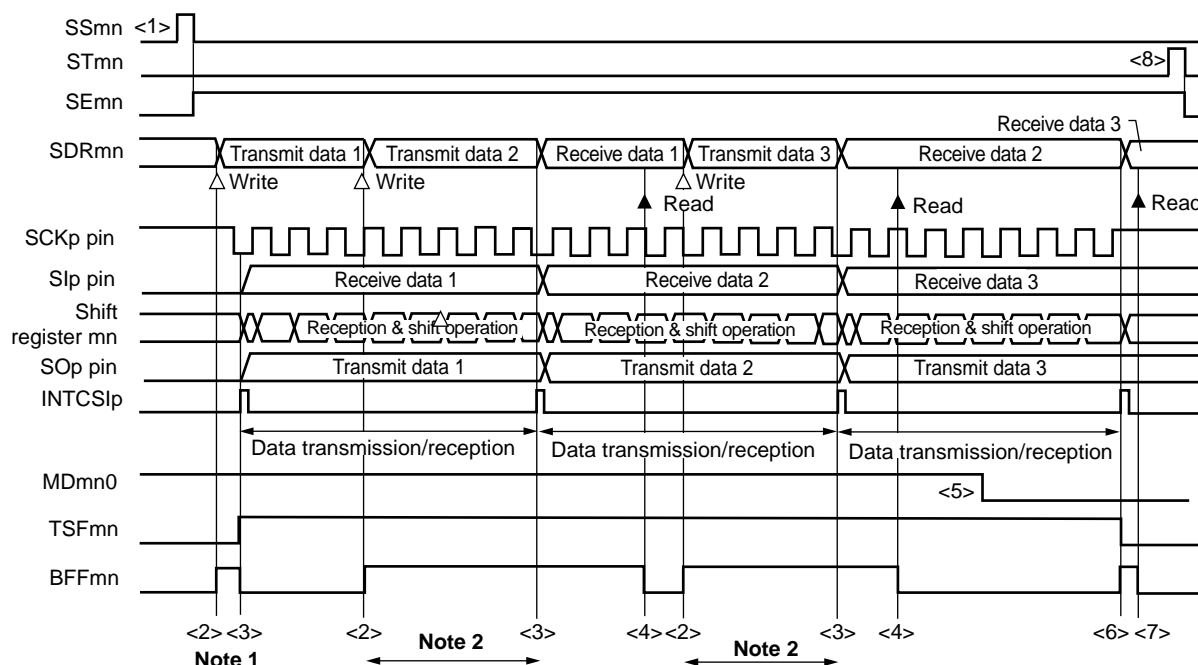 SSmn <1>
STmn <8>
SEmn
Receive data 3
SDRmn Transmit data 1 Transmit data 2 Receive data 1 Transmit data 3 Receive data 2
Write Write Write
Read Read Read
SCKp pin
SIp pin Receive data 1 Receive data 2 Receive data 3
Shift
register mn Reception & shift operation Reception & shift operation Reception & shift operation
SOp pin Transmit data 1 Transmit data 2 Transmit data 3
INTCSIp
Data transmission/reception Data transmission/reception Data transmission/reception
MDmn0 <5>
TSFmn
BFFmn
<2> <3> <2> <3> <4> <2> <3> <4> <6> <7>
Note 1 Note 2 Note 2